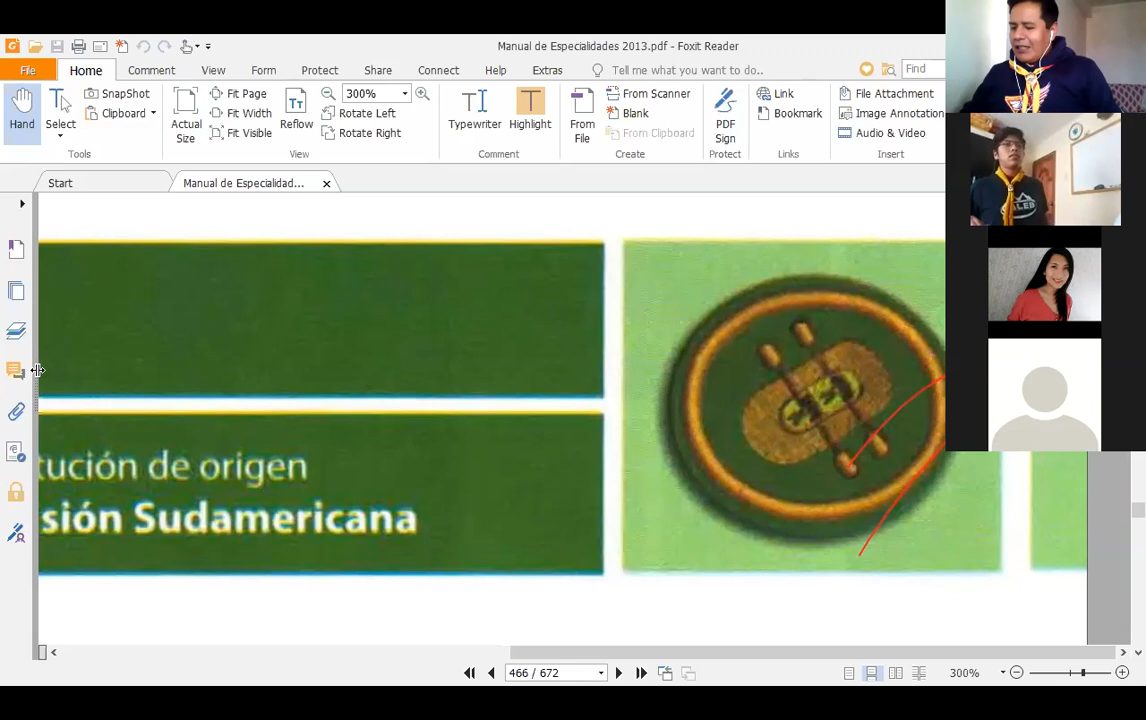 Manual de Especialidades 2013.pdf - Foxit Reader
File Home Comment View Form Protect Share Connect Help Extras Tell me what you want to do.. Find
Hand
Select
SnapShot
Clipboard
Tools
Actual Size
Fit Page
Fit Width
Fit Visible
Reflow
300%
Rotate Left
Rotate Right
View
Typewriter
Highlight
Comment
From File
From Scanner
Blank
From Clipboard
Create
PDF Sign
Protect
Link
Bookmark
Links
File Attachment
Image Annotation
Audio & Video
Insert
Start
Manual de Especialidad...
tución de origen
sión Sudamericana
466 / 672
300%